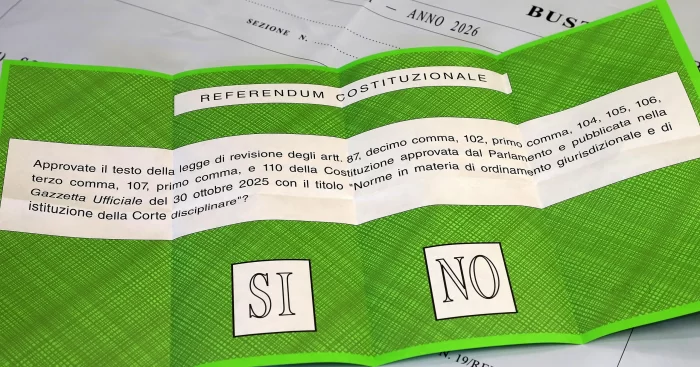 – ANNO 2026
BUS
SEZIONE N.
REFERENDUM COSTITUZIONALE
Approvate il testo della legge di revisione degli artt. 87, decimo comma, 102, primo comma, 104, 105, 106,
terzo comma, 107, primo comma, e 110 della Costituzione approvata dal Parlamento e pubblicata nella
Gazzetta Ufficiale del 30 ottobre 2025 con il titolo "Norme in materia di ordinamento giurisdizionale e di
istituzione della Corte disciplinare"?
SI
NO
N. 19/RE